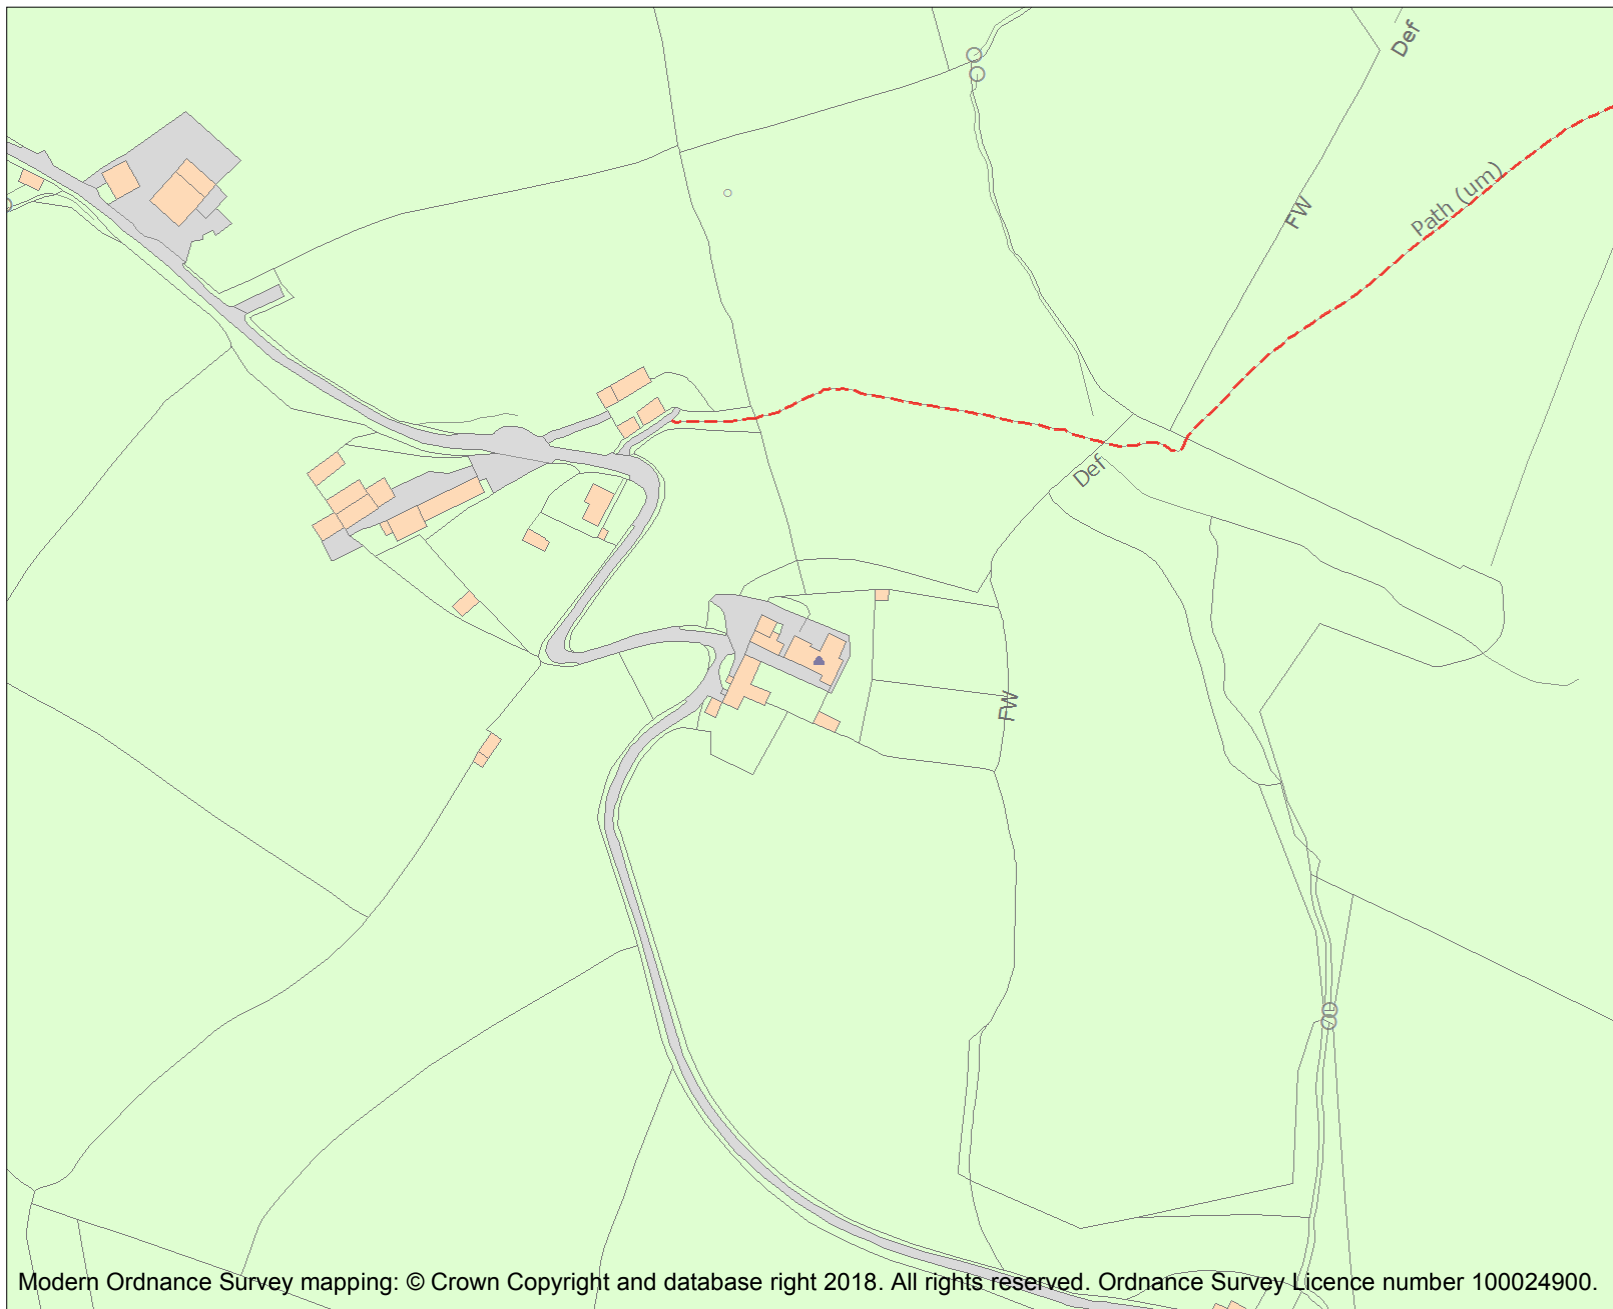 Def
Path (um)
FW
Def
FW
Modern Ordnance Survey mapping: © Crown Copyright and database right 2018. All rights reserved. Ordnance Survey Licence number 100024900.